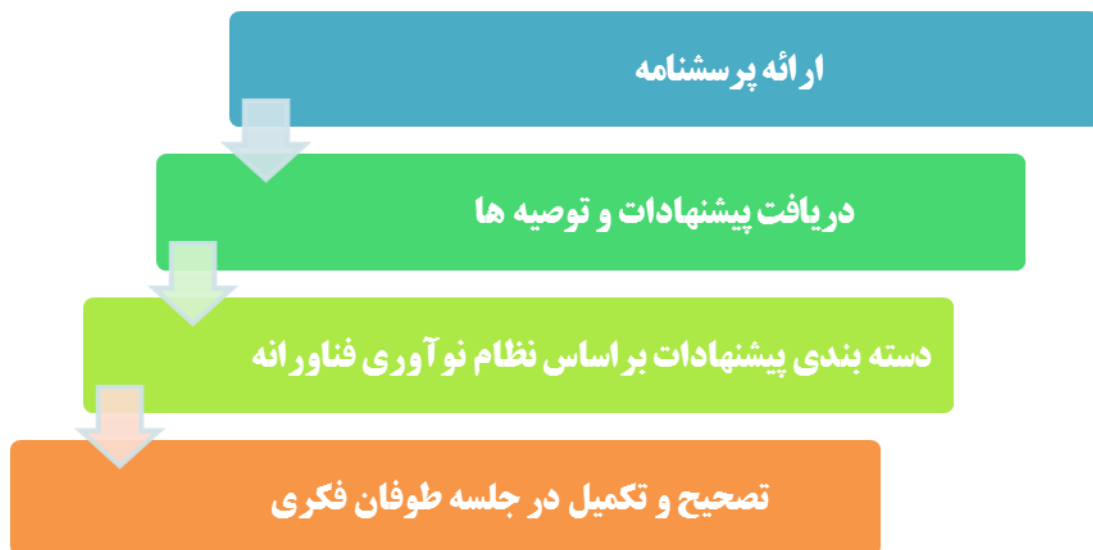 ارائه پرسشنامه
دریافت پیشنهادات و توصیه ها
دسته بندی پیشنهادات بر اساس نظام نوآوری فناورانه
تصحیح و تکمیل در جلسه طوفان فکری